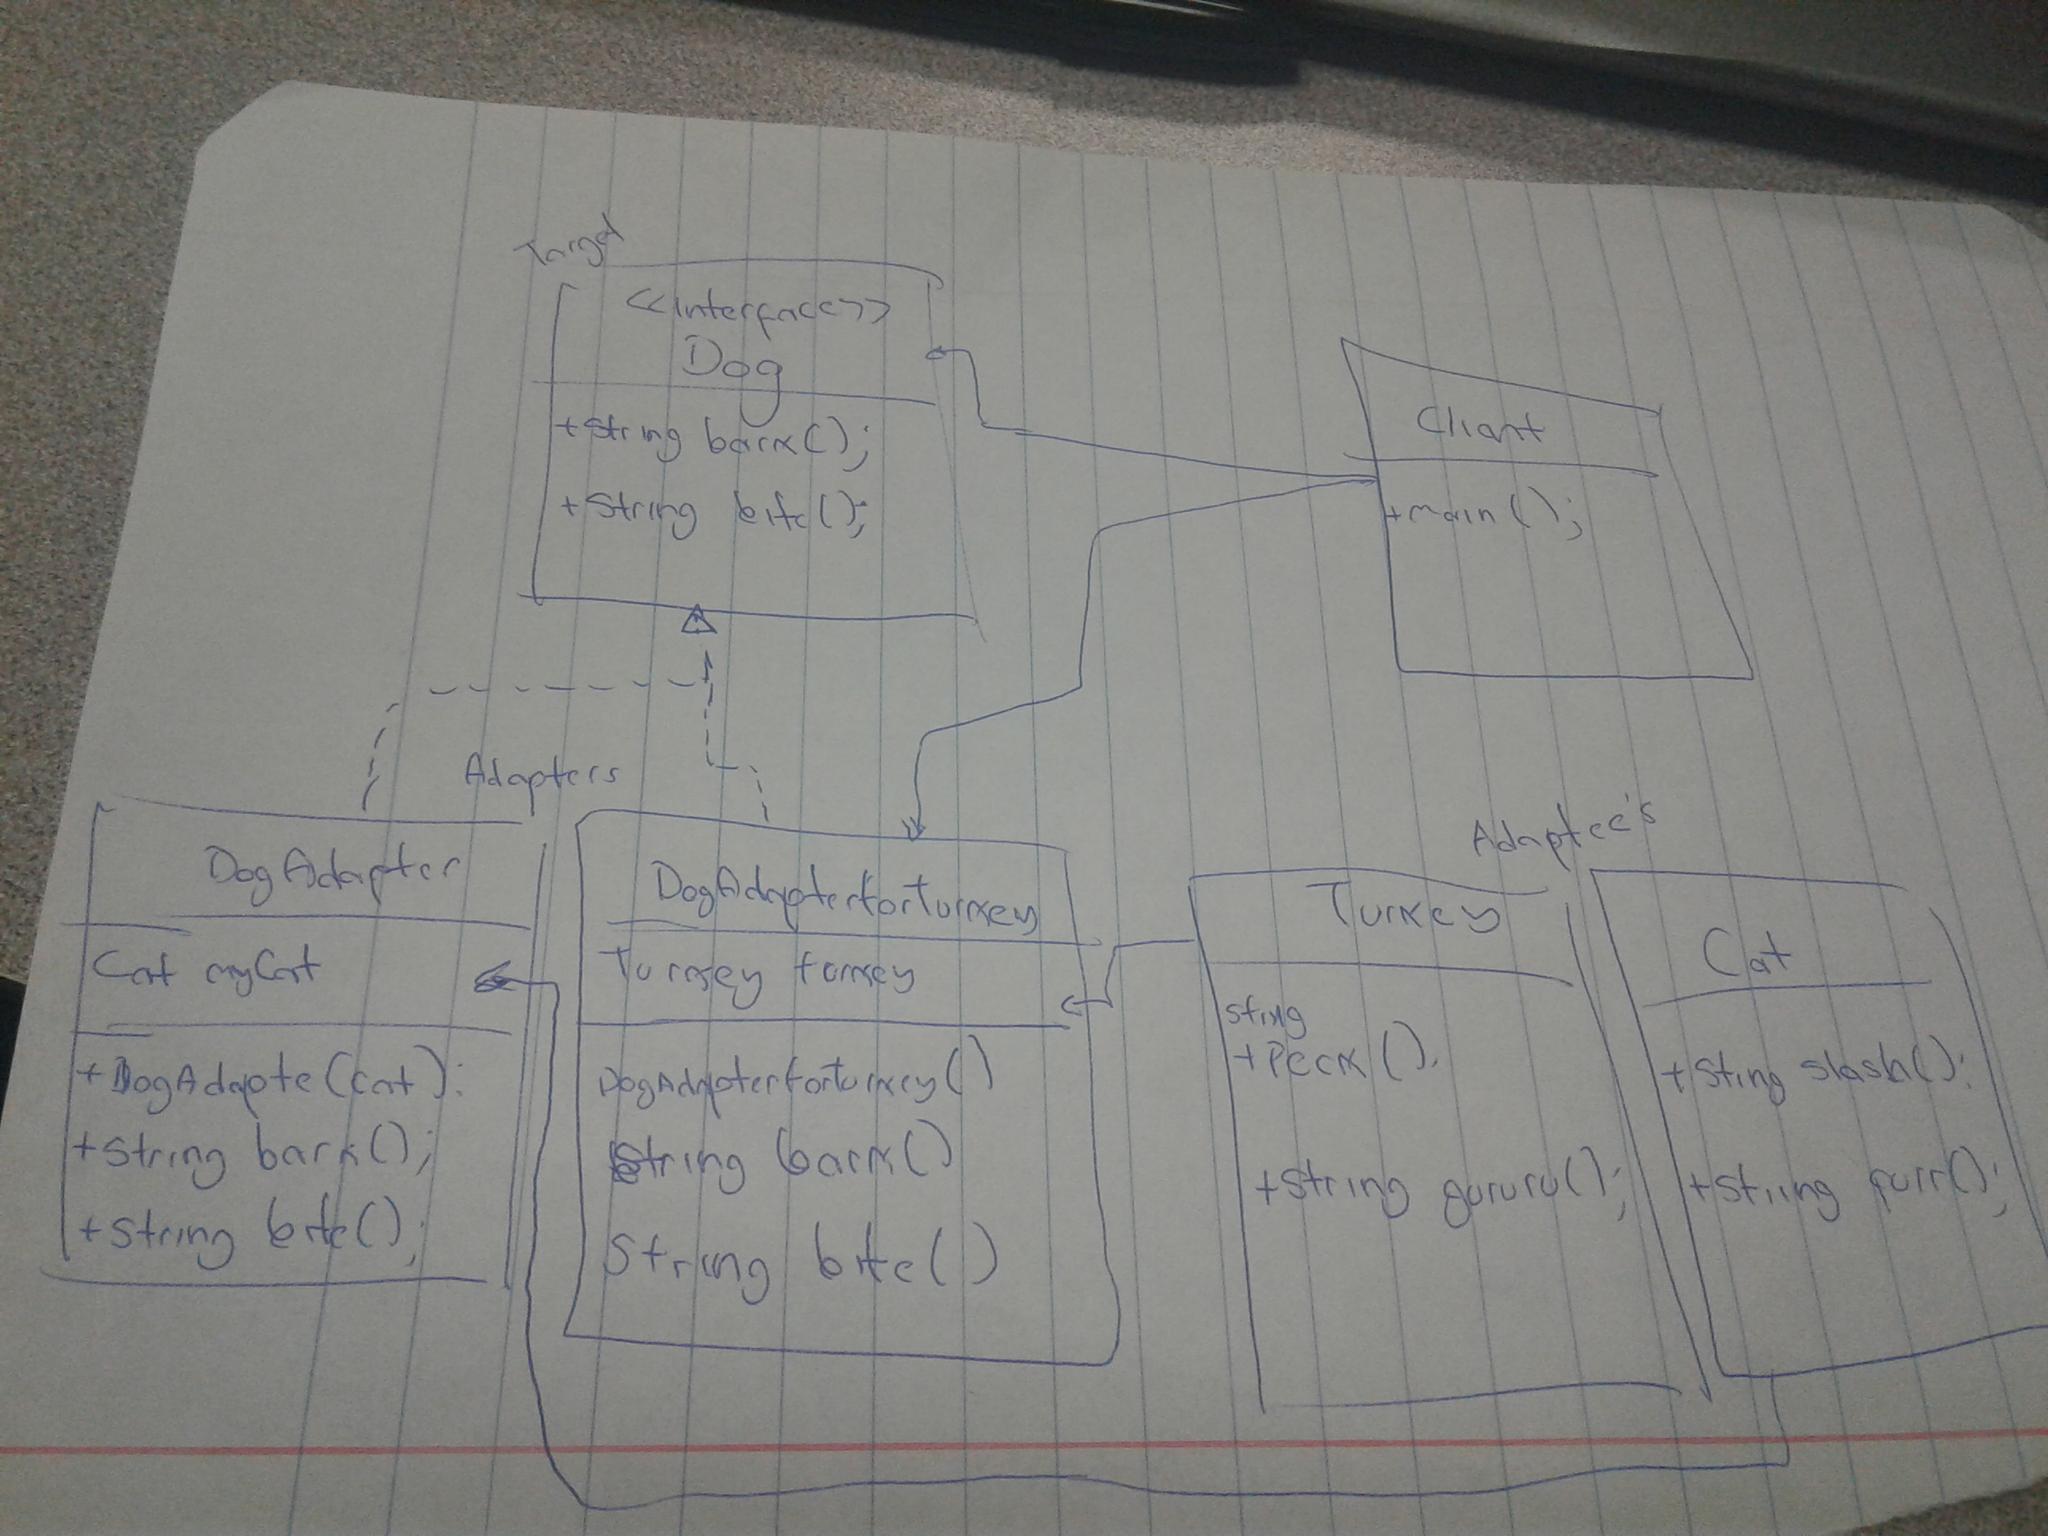 Target
<<interface>>
Dog
+String bark();
+String bite();
Client
+main();
Adapters
DogAdapter
Cat myCat
+DogAdapte(cat):
+String bark();
+String bite();
DogAdapterforTurkey
Turkey turkey
DogAdapterforturkey()
String bark()
String bite()
Adaptee's
Turkey
sting
+Peck().
+String gururu();
Cat
+Sting slash():
+String purr();